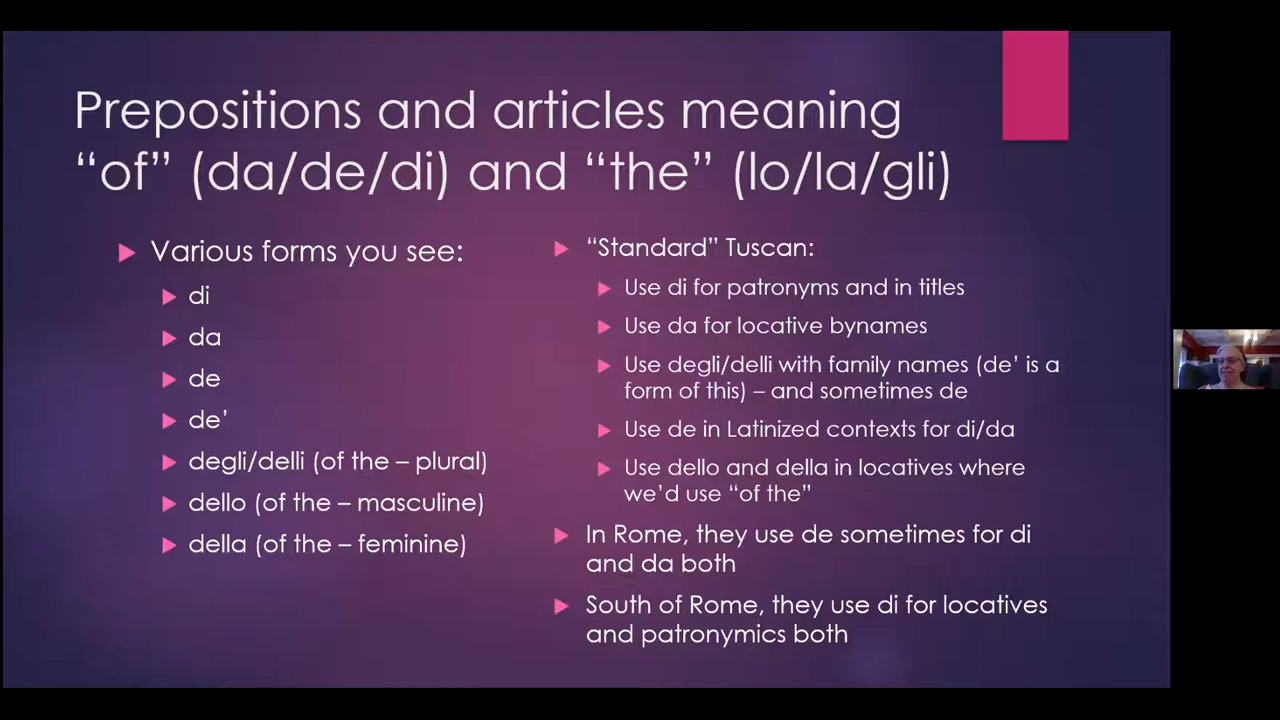 Prepositions and articles meaning
“of” (da/de/di) and “the” (lo/la/gli)
Various forms you see:
di
da
de
de’
degli/delli (of the – plural)
dello (of the – masculine)
della (of the – feminine)
“Standard” Tuscan:
Use di for patronyms and in titles
Use da for locative bynames
Use degli/delli with family names (de’ is a
form of this) – and sometimes de
Use de in Latinized contexts for di/da
Use dello and della in locatives where
we’d use “of the”
In Rome, they use de sometimes for di
and da both
South of Rome, they use di for locatives
and patronymics both